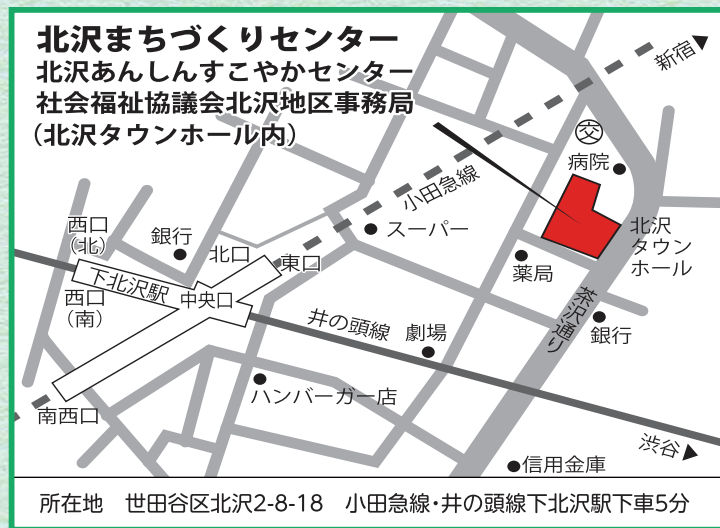 北沢まちづくりセンター
北沢あんしんすこやかセンター
社会福祉協議会北沢地区事務局
（北沢タウンホール内）
新宿
交
病院
小田急線
スーパー
北沢
タウン
ホール
西口
（北）
銀行
北口
東口
薬局
下北沢駅
中央口
西口
（南）
井の頭線
劇場
茶沢通り
銀行
ハンバーガー店
南西口
渋谷
信用金庫
所在地　世田谷区北沢2-8-18　小田急線・井の頭線下北沢駅下車5分